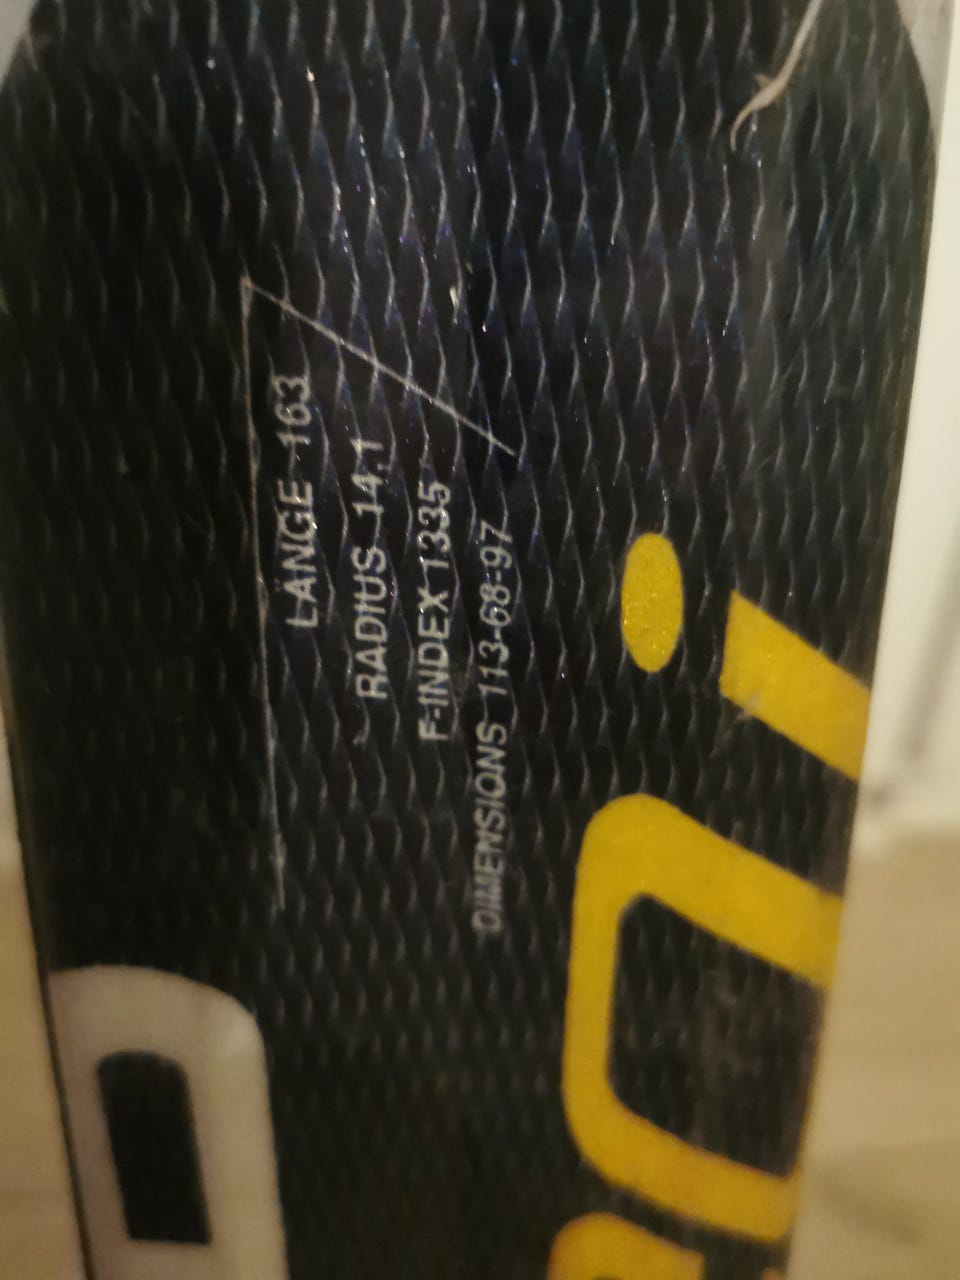 LÄNGE 163
RADIUS 14.1
F-INDEX 1335
DIMENSIONS 113-68-97